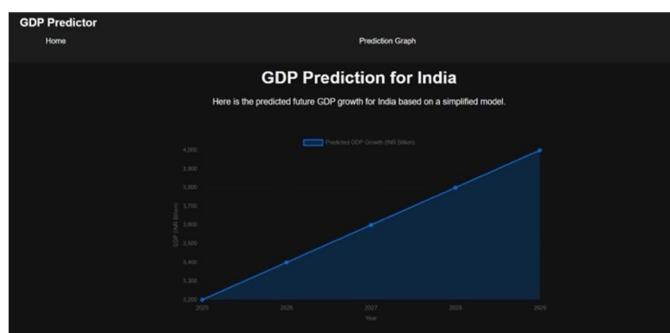 GDP Predictor
Home Prediction Graph
GDP Prediction for India
Here is the predicted future GDP growth for India based on a simplified model.
Predicted GDP Growth (INR Billion)
4,000
3,900
3,800
3,700
3,600
3,500
3,400
3,300
3,200
GDP (INR Billion)
2025 2026 2027 2028 2029
Year